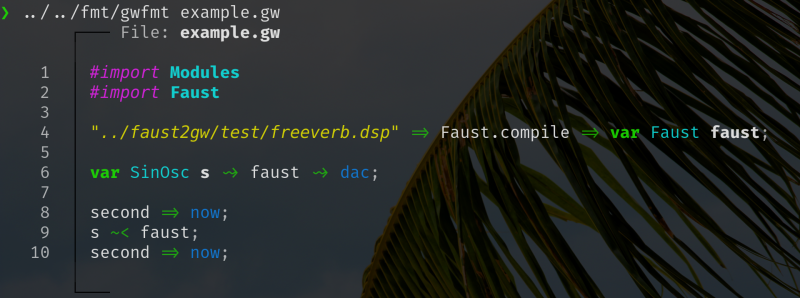 ❯ ../../fmt/gwfmt example.gw
File: example.gw
1 #import Modules
2 #import Faust
3
4 "../faust2gw/test/freeverb.dsp" => Faust.compile => var Faust faust;
5
6 var SinOsc s ~> faust ~> dac;
7
8 second => now;
9 s ~< faust;
10 second => now;